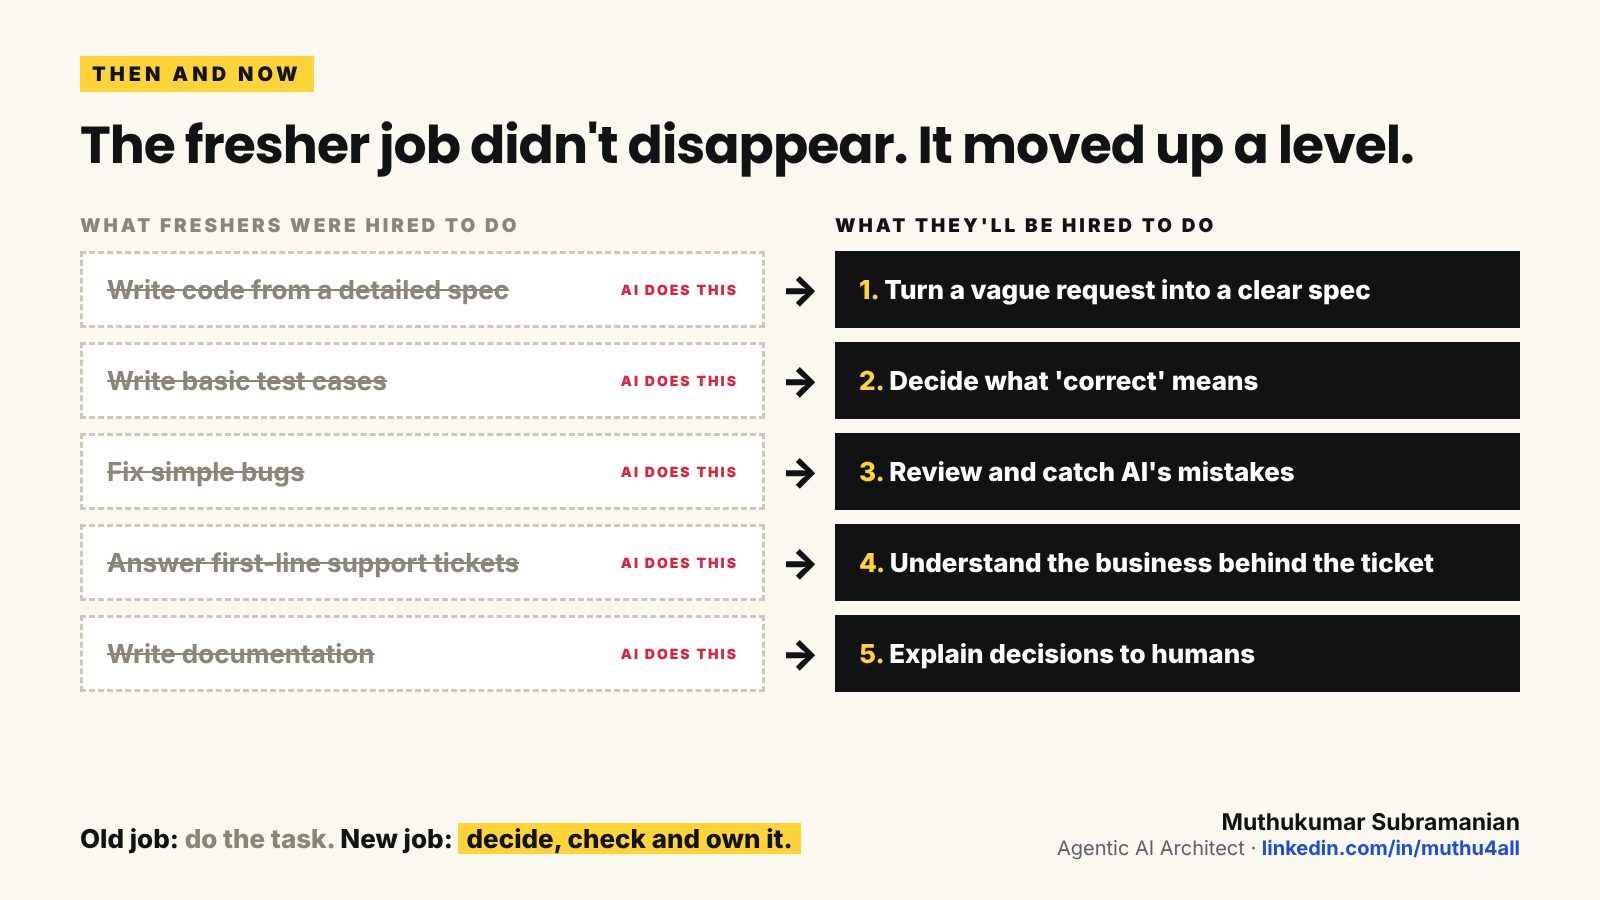 THEN AND NOW
The fresher job didn't disappear. It moved up a level.
WHAT FRESHERS WERE HIRED TO DO
WHAT THEY'LL BE HIRED TO DO
Write code from a detailed spec AI DOES THIS → 1. Turn a vague request into a clear spec
Write basic test cases AI DOES THIS → 2. Decide what 'correct' means
Fix simple bugs AI DOES THIS → 3. Review and catch AI's mistakes
Answer first-line support tickets AI DOES THIS → 4. Understand the business behind the ticket
Write documentation AI DOES THIS → 5. Explain decisions to humans
Old job: do the task. New job: decide, check and own it.
Muthukumar Subramanian
Agentic AI Architect · linkedin.com/in/muthu4all